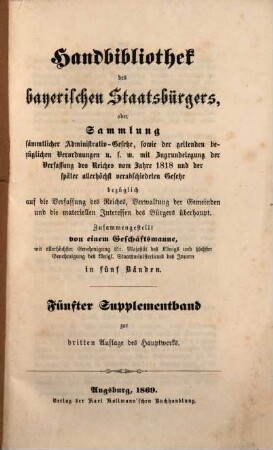 Handbibliothek
des
bayerischen Staatsbürgers,
oder
Sammlung
sämmtlicher Administrativ-Gesetze, sowie der geltenden be-
züglichen Verordnungen u. s. w. mit Zugrundelegung der
Verfassung des Reiches vom Jahre 1818 und der
später allerhöchst verabschiedeten Gesetze
bezüglich
auf die Verfassung des Reiches, Verwaltung der Gemeinden
und die materiellen Interessen des Bürgers überhaupt.
Zusammengestellt
von einem Geschäftsmanne,
mit allerhöchster Genehmigung Sr. Majestät des Königs und höchster
Genehmigung des königl. Staatsministeriums des Innern
in fünf Bänden.
Fünfter Supplementband
zur
dritten Auflage des Hauptwerks.
Augsburg, 1869.
Verlag der Karl Kollmann'schen Buchhandlung.